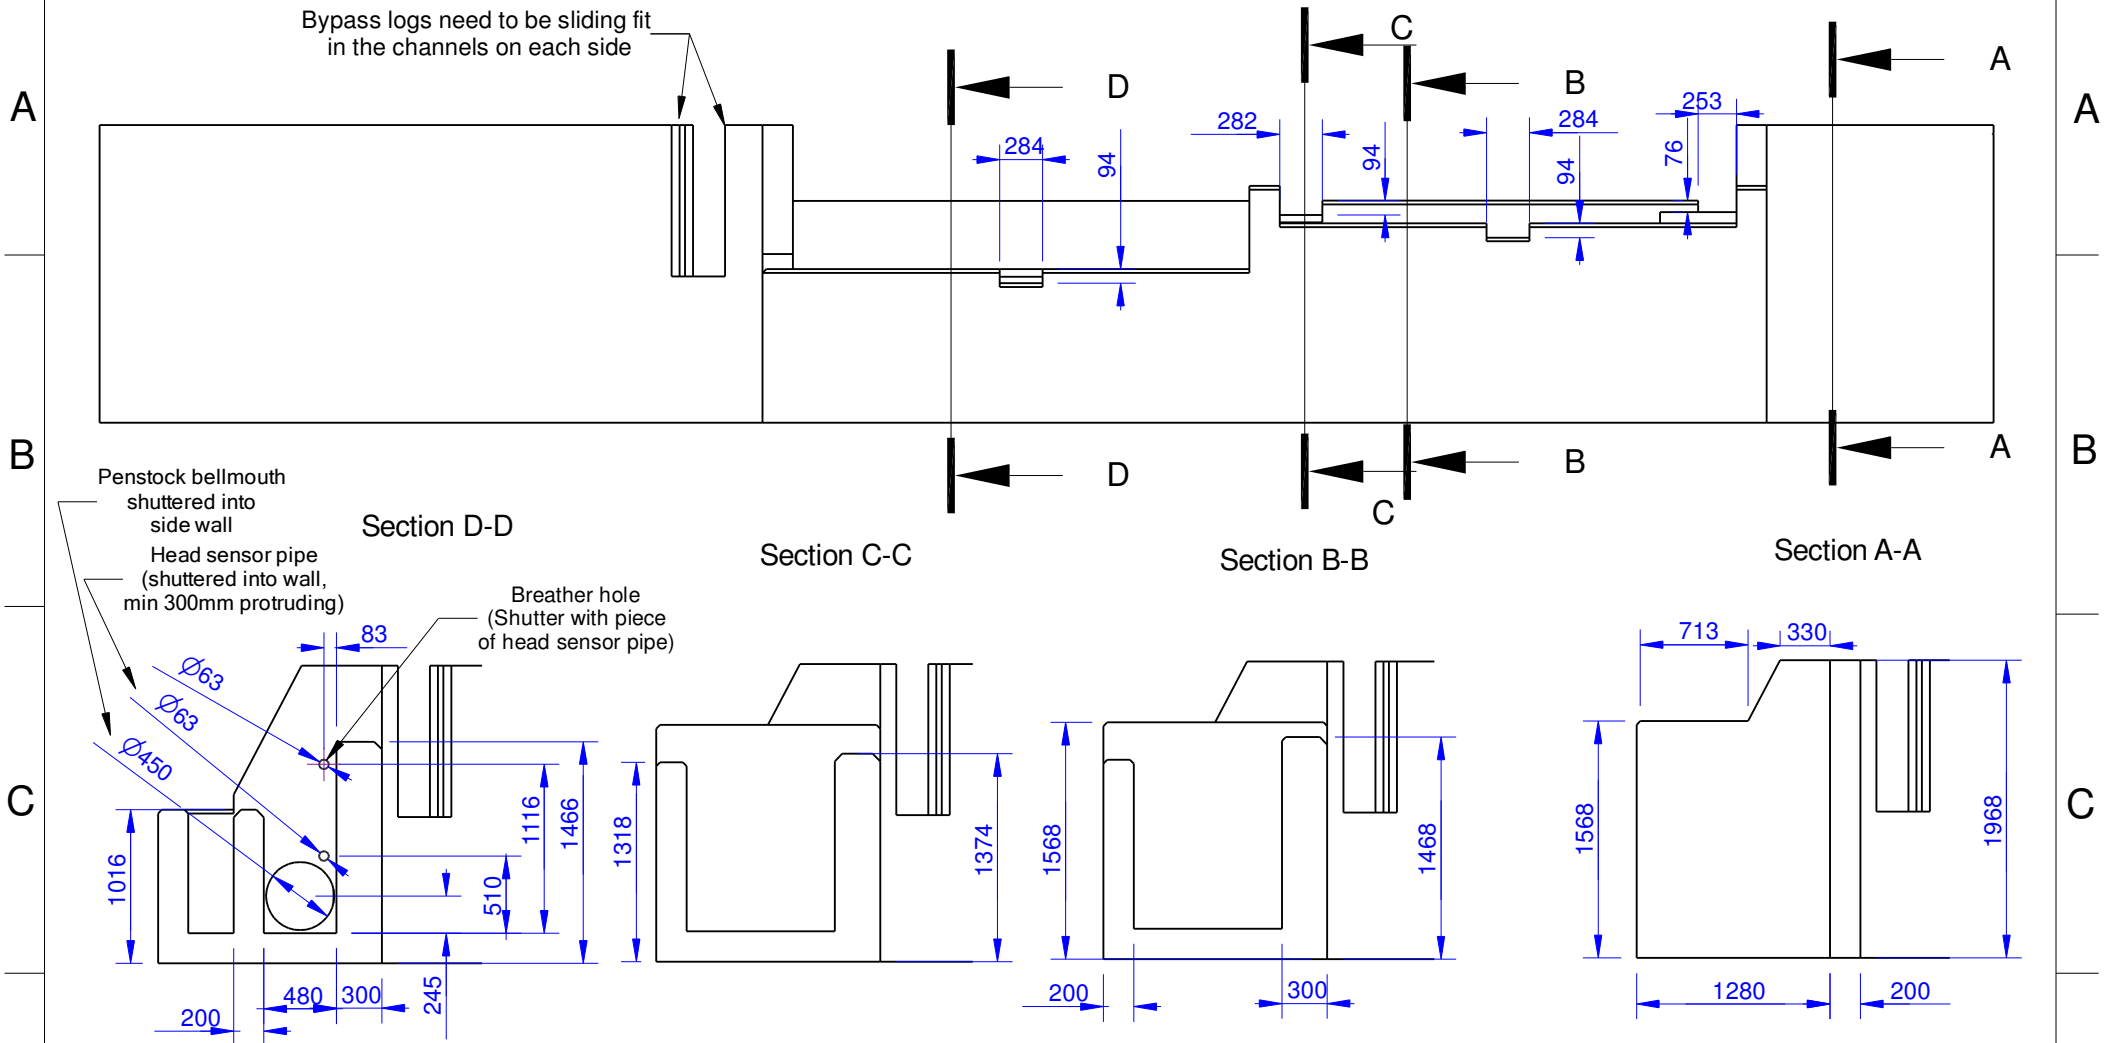 Bypass logs need to be sliding fit
in the channels on each side
C
A
D
B
A
A
253
282
284
284
94
94
76
94
B
B
D
B
A
C
Penstock bellmouth
shuttered into
side wall
Section D-D
Section C-C
Section B-B
Section A-A
Head sensor pipe
(shuttered into wall,
min 300mm protruding)
Breather hole
(Shutter with piece
of head sensor pipe)
83
713
330
Ø63
Ø63
Ø450
C
C
1016
1116
1466
510
245
1318
1374
1568
1468
1568
1968
200
480
300
200
300
1280
200